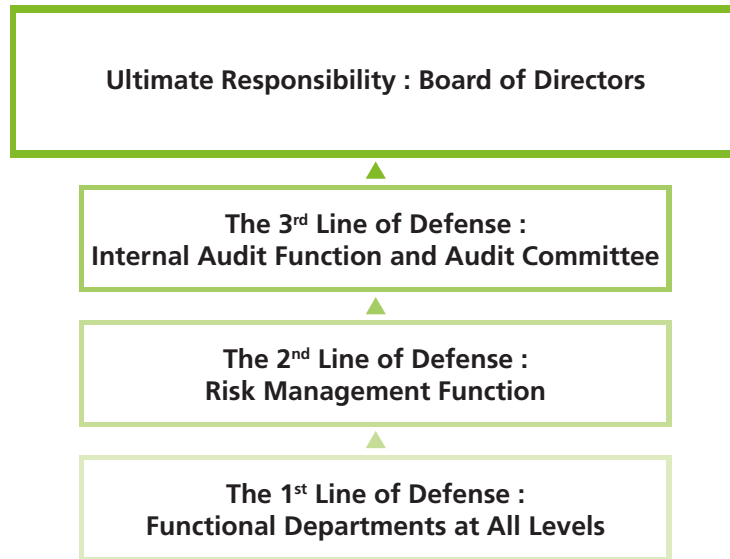 Ultimate Responsibility : Board of Directors
The 3rd Line of Defense :
Internal Audit Function and Audit Committee
The 2nd Line of Defense :
Risk Management Function
The 1st Line of Defense :
Functional Departments at All Levels